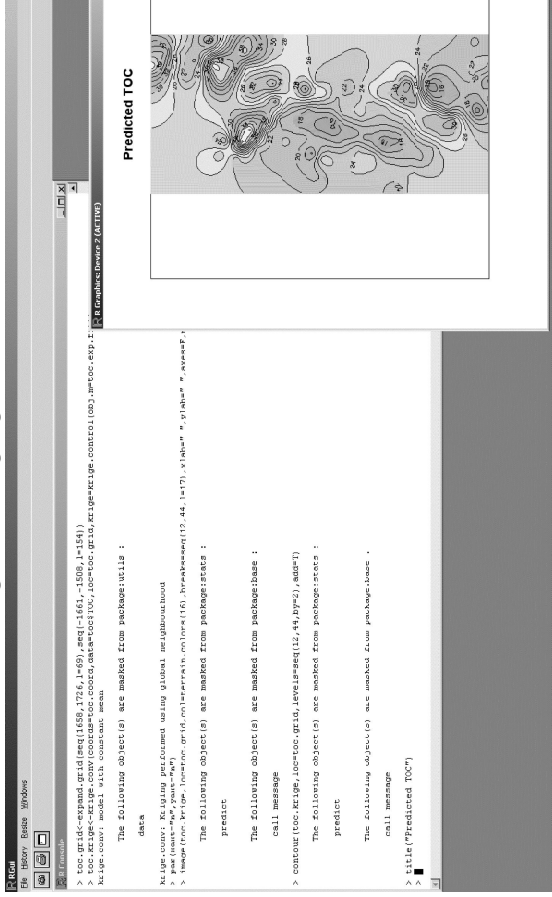 RGui
File History Resize Windows
R Console
> toc.grid<-expand.grid(seq(1658,1726,l=69),seq(-1661,-1508,l=154))
> toc.krige<-krige.conv(coords=toc.coord,data=toc$TOC,loc=toc.grid,krige=krige.control(obj.m=toc.exp.r
krige.conv: model with constant mean
The following object(s) are masked from package:utils :
data
krige.conv: Kriging performed using global neighbourhood
> par(xaxt="n",yaxt="n")
> image(toc.krige,loc=toc.grid,col=terrain.colors(16),breaks=seq(12,44,l=17),xlab=" ",ylab=" ",axes=F,
The following object(s) are masked from package:stats :
predict
The following object(s) are masked from package:base :
call message
> contour(toc.krige,loc=toc.grid,levels=seq(12,44,by=2),add=T)
The following object(s) are masked from package:stats :
predict
The following object(s) are masked from package:base :
call message
> title("Predicted TOC")
>
R Graphics: Device 2 (ACTIVE)
Predicted TOC